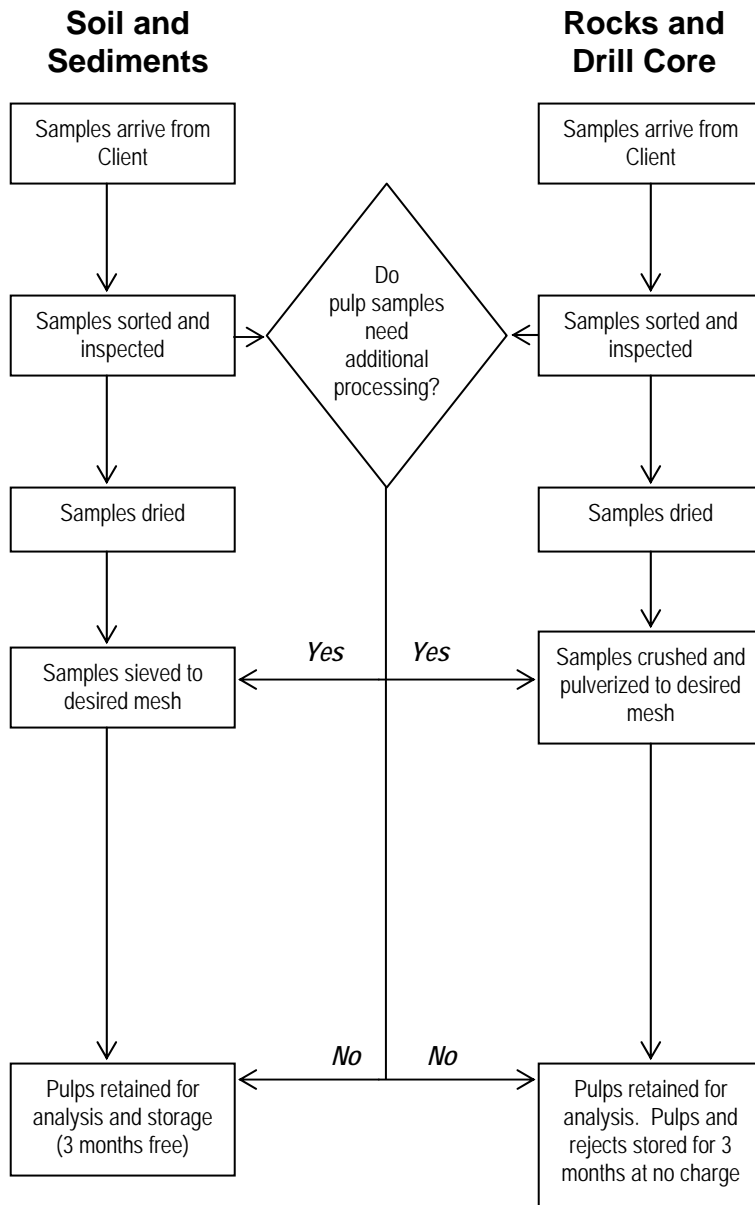 Soil and
Sediments
Rocks and
Drill Core
Samples arrive from
Client
Samples arrive from
Client
Do
pulp samples
need
additional
processing?
Samples sorted and
inspected
Samples sorted and
inspected
Samples dried
Samples dried
Yes
Yes
Samples sieved to
desired mesh
Samples crushed and
pulverized to desired
mesh
No
No
Pulps retained for
analysis and storage
(3 months free)
Pulps retained for
analysis. Pulps and
rejects stored for 3
months at no charge